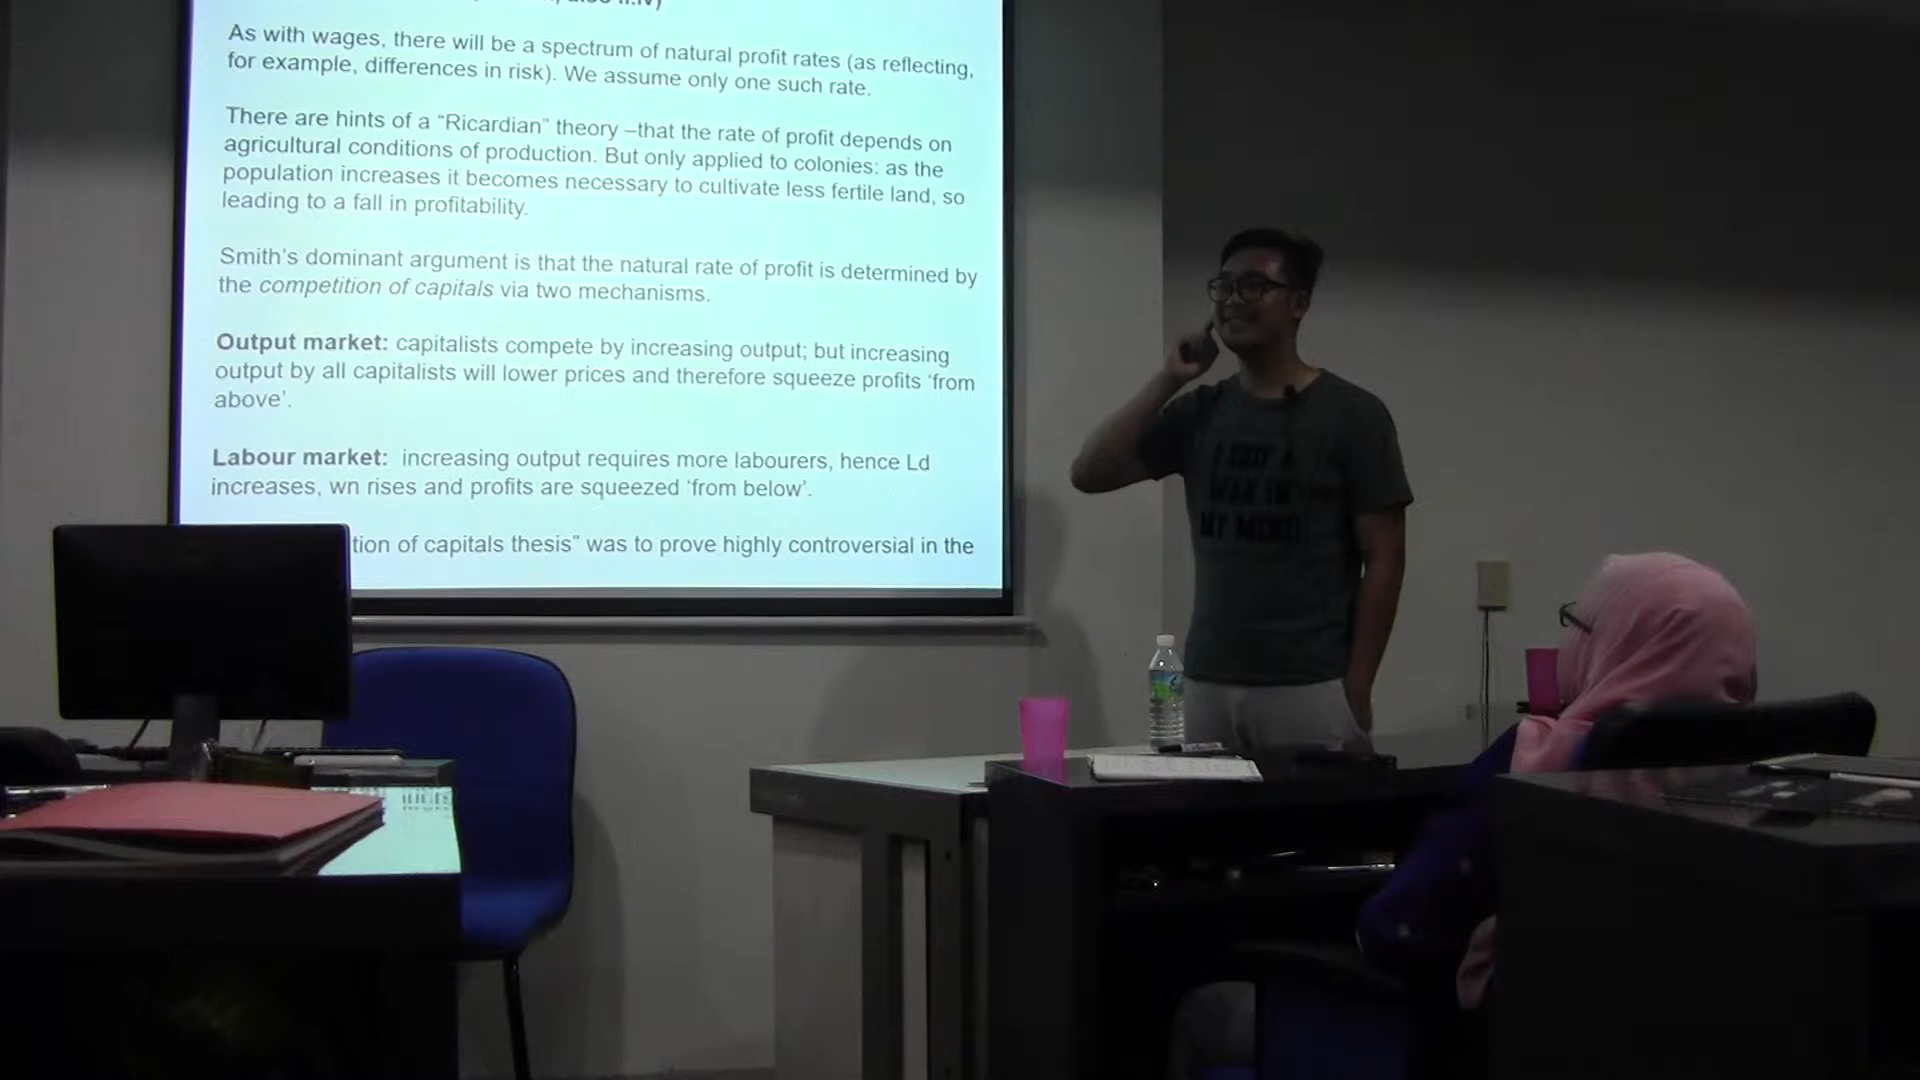 As with wages, there will be a spectrum of natural profit rates (as reflecting,
for example, differences in risk). We assume only one such rate.
There are hints of a “Ricardian” theory –that the rate of profit depends on
agricultural conditions of production. But only applied to colonies: as the
population increases it becomes necessary to cultivate less fertile land, so
leading to a fall in profitability.
Smith’s dominant argument is that the natural rate of profit is determined by
the competition of capitals via two mechanisms.
Output market: capitalists compete by increasing output; but increasing
output by all capitalists will lower prices and therefore squeeze profits ‘from
above’.
Labour market: increasing output requires more labourers, hence Ld
increases, wn rises and profits are squeezed ‘from below’.
tion of capitals thesis” was to prove highly controversial in the
MY MIND